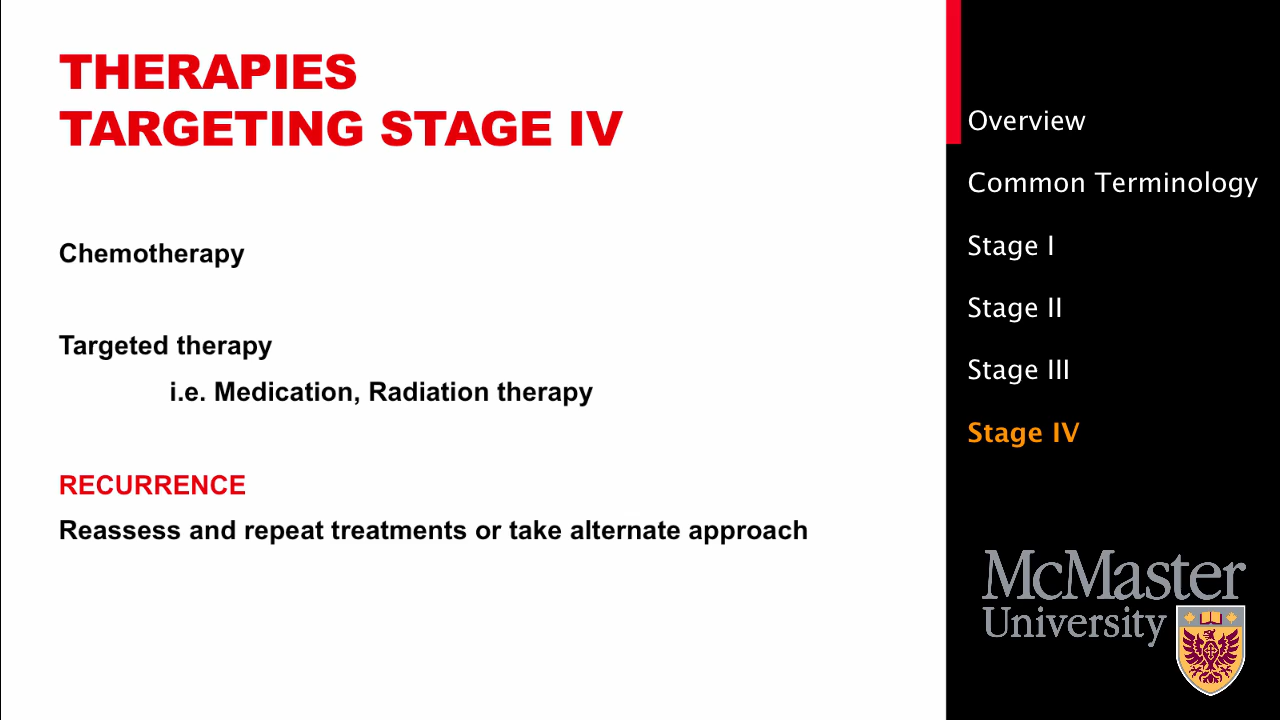 THERAPIES
TARGETING STAGE IV
Chemotherapy
Targeted therapy
i.e. Medication, Radiation therapy
RECURRENCE
Reassess and repeat treatments or take alternate approach
Overview
Common Terminology
Stage I
Stage II
Stage III
Stage IV
McMaster
University